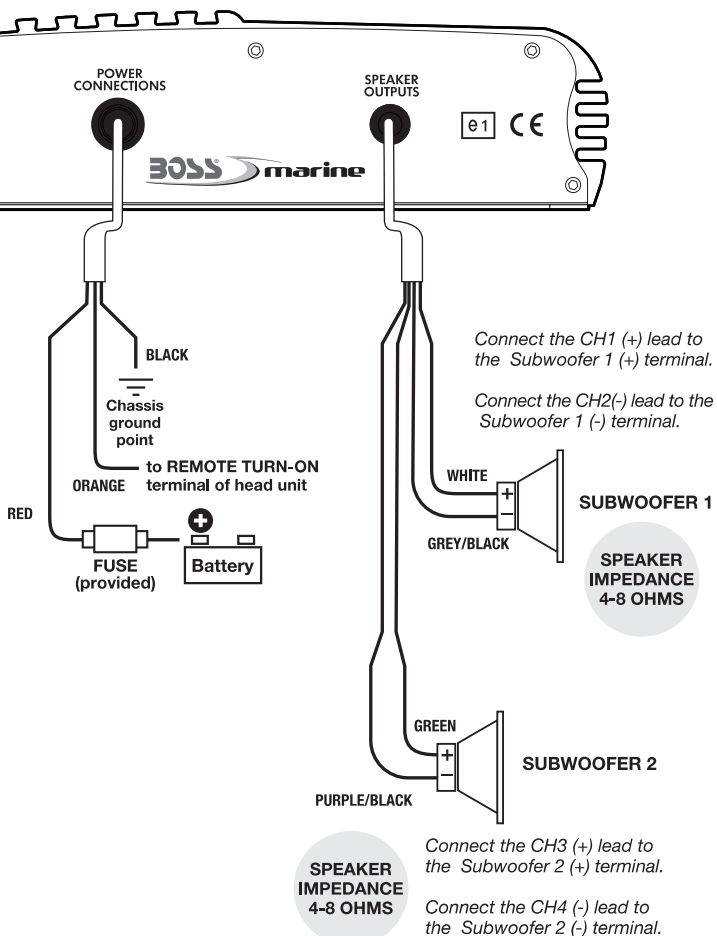 POWER
CONNECTIONS
SPEAKER
OUTPUTS
e1 CE
BOSS marine
BLACK
Chassis
ground
point
to REMOTE TURN-ON
terminal of head unit
ORANGE
RED
FUSE
(provided)
+
Battery
Connect the CH1 (+) lead to
the Subwoofer 1 (+) terminal.
Connect the CH2(-) lead to the
Subwoofer 1 (-) terminal.
WHITE
+
−
GREY/BLACK
SUBWOOFER 1
SPEAKER
IMPEDANCE
4-8 OHMS
GREEN
+
−
PURPLE/BLACK
SUBWOOFER 2
SPEAKER
IMPEDANCE
4-8 OHMS
Connect the CH3 (+) lead to
the Subwoofer 2 (+) terminal.
Connect the CH4 (-) lead to
the Subwoofer 2 (-) terminal.